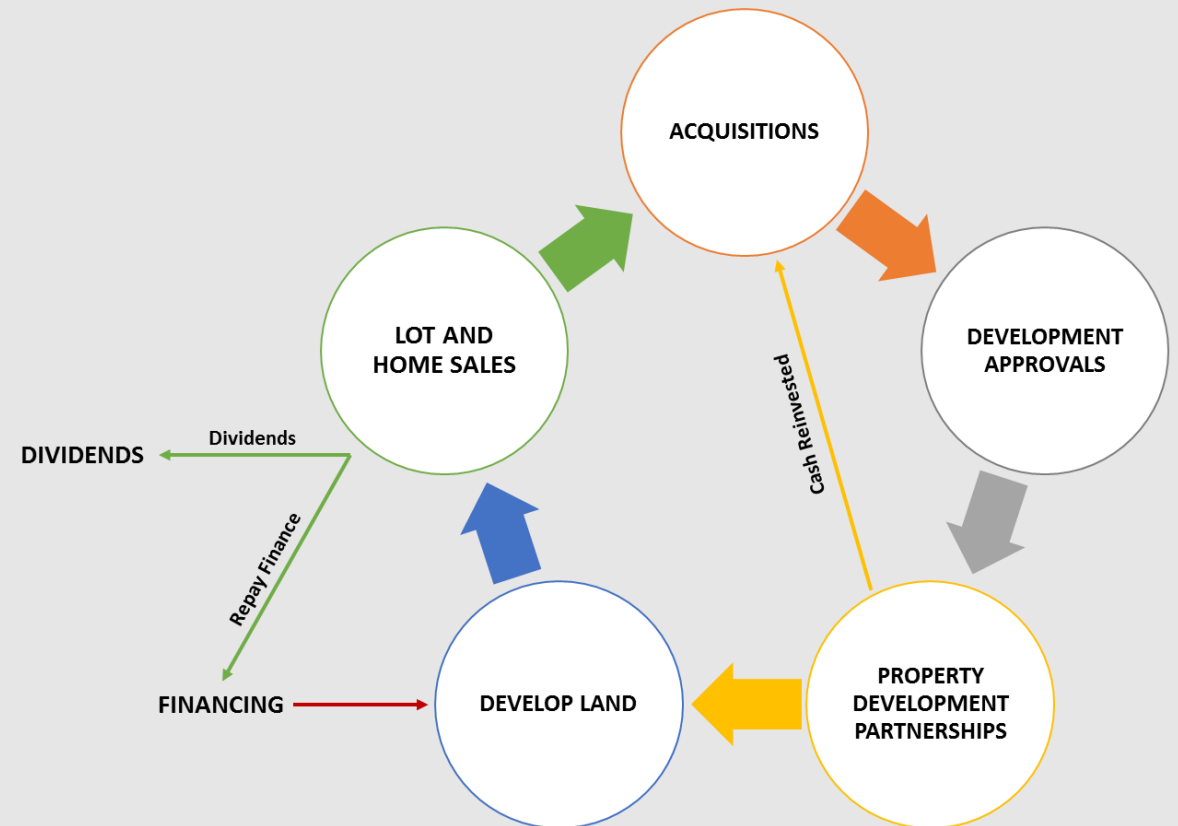 ACQUISITIONS
LOT AND
HOME SALES
DEVELOPMENT
APPROVALS
Cash Reinvested
Dividends
DIVIDENDS
Repay Finance
FINANCING
DEVELOP LAND
PROPERTY
DEVELOPMENT
PARTNERSHIPS